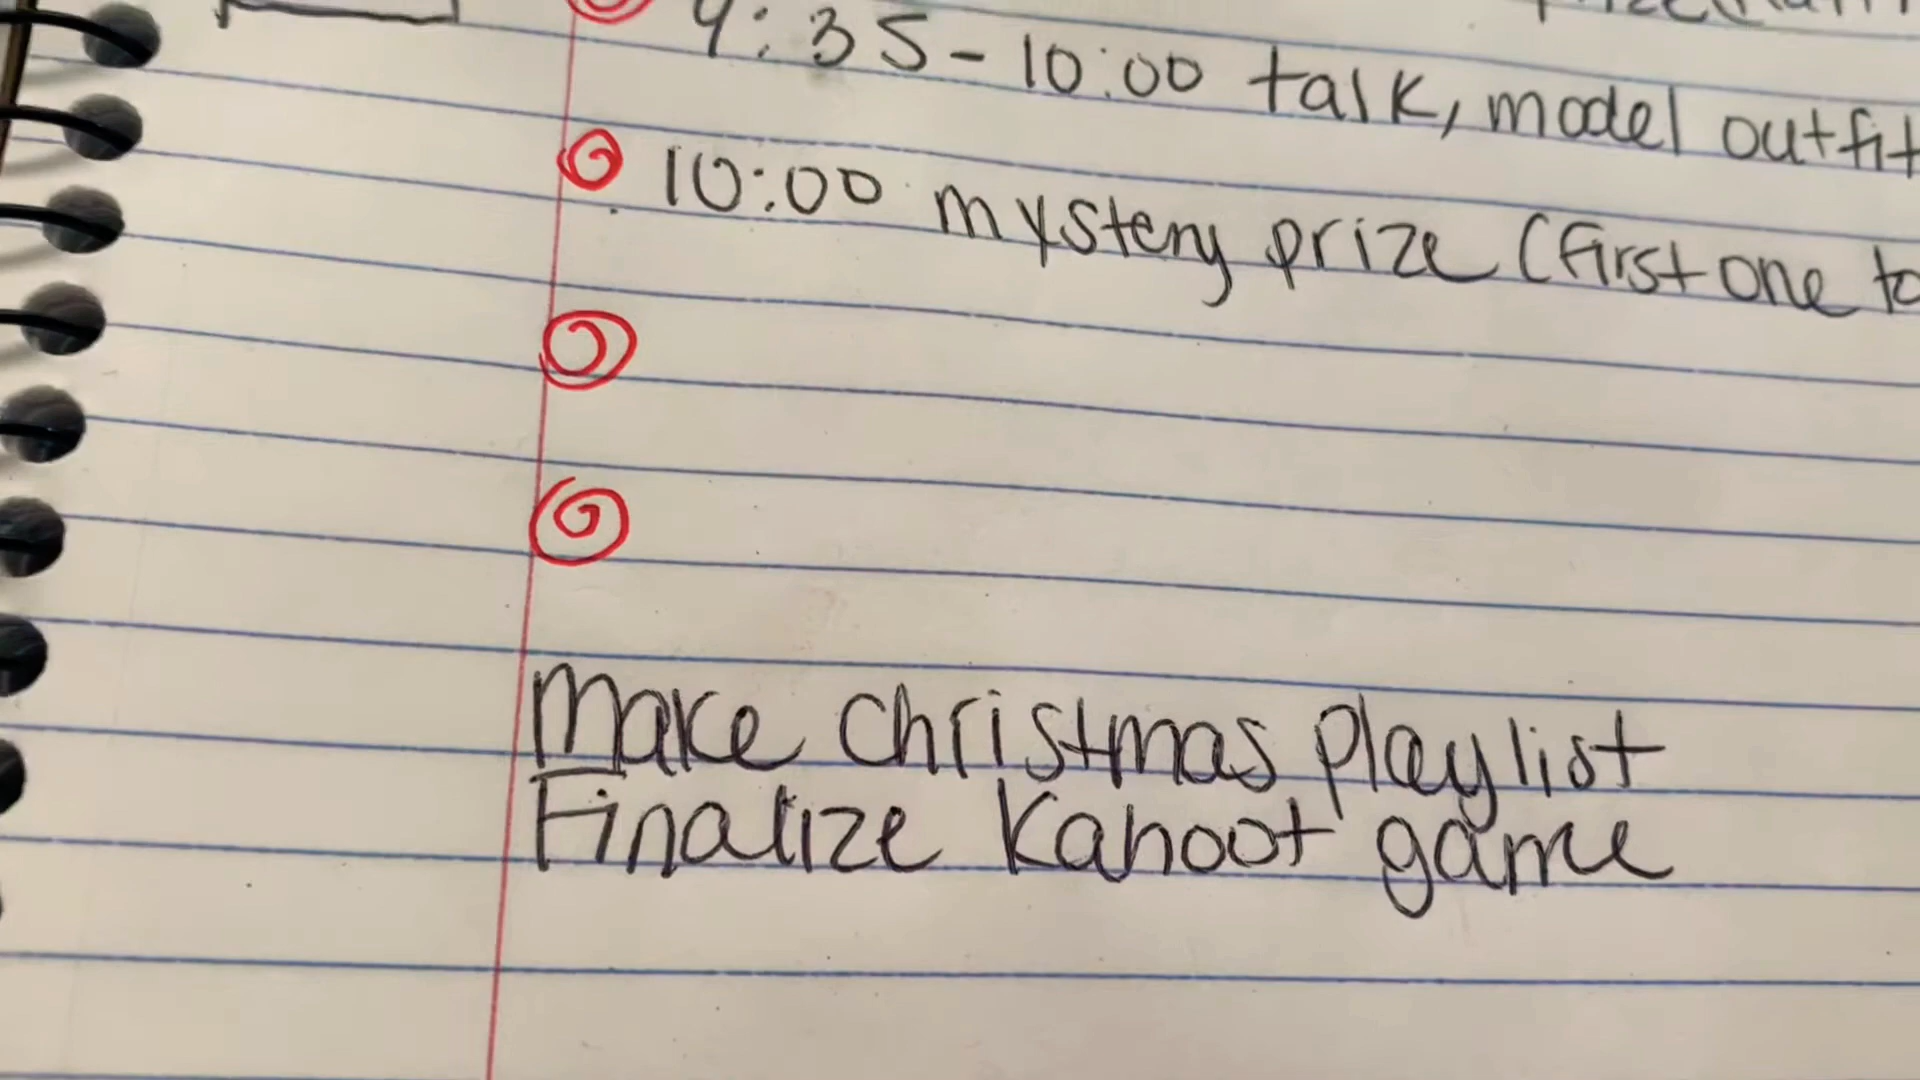 9:35-10:00 talk, model outfit
10:00 mystery prize (first one to
Make Christmas playlist
Finalize Kahoot game